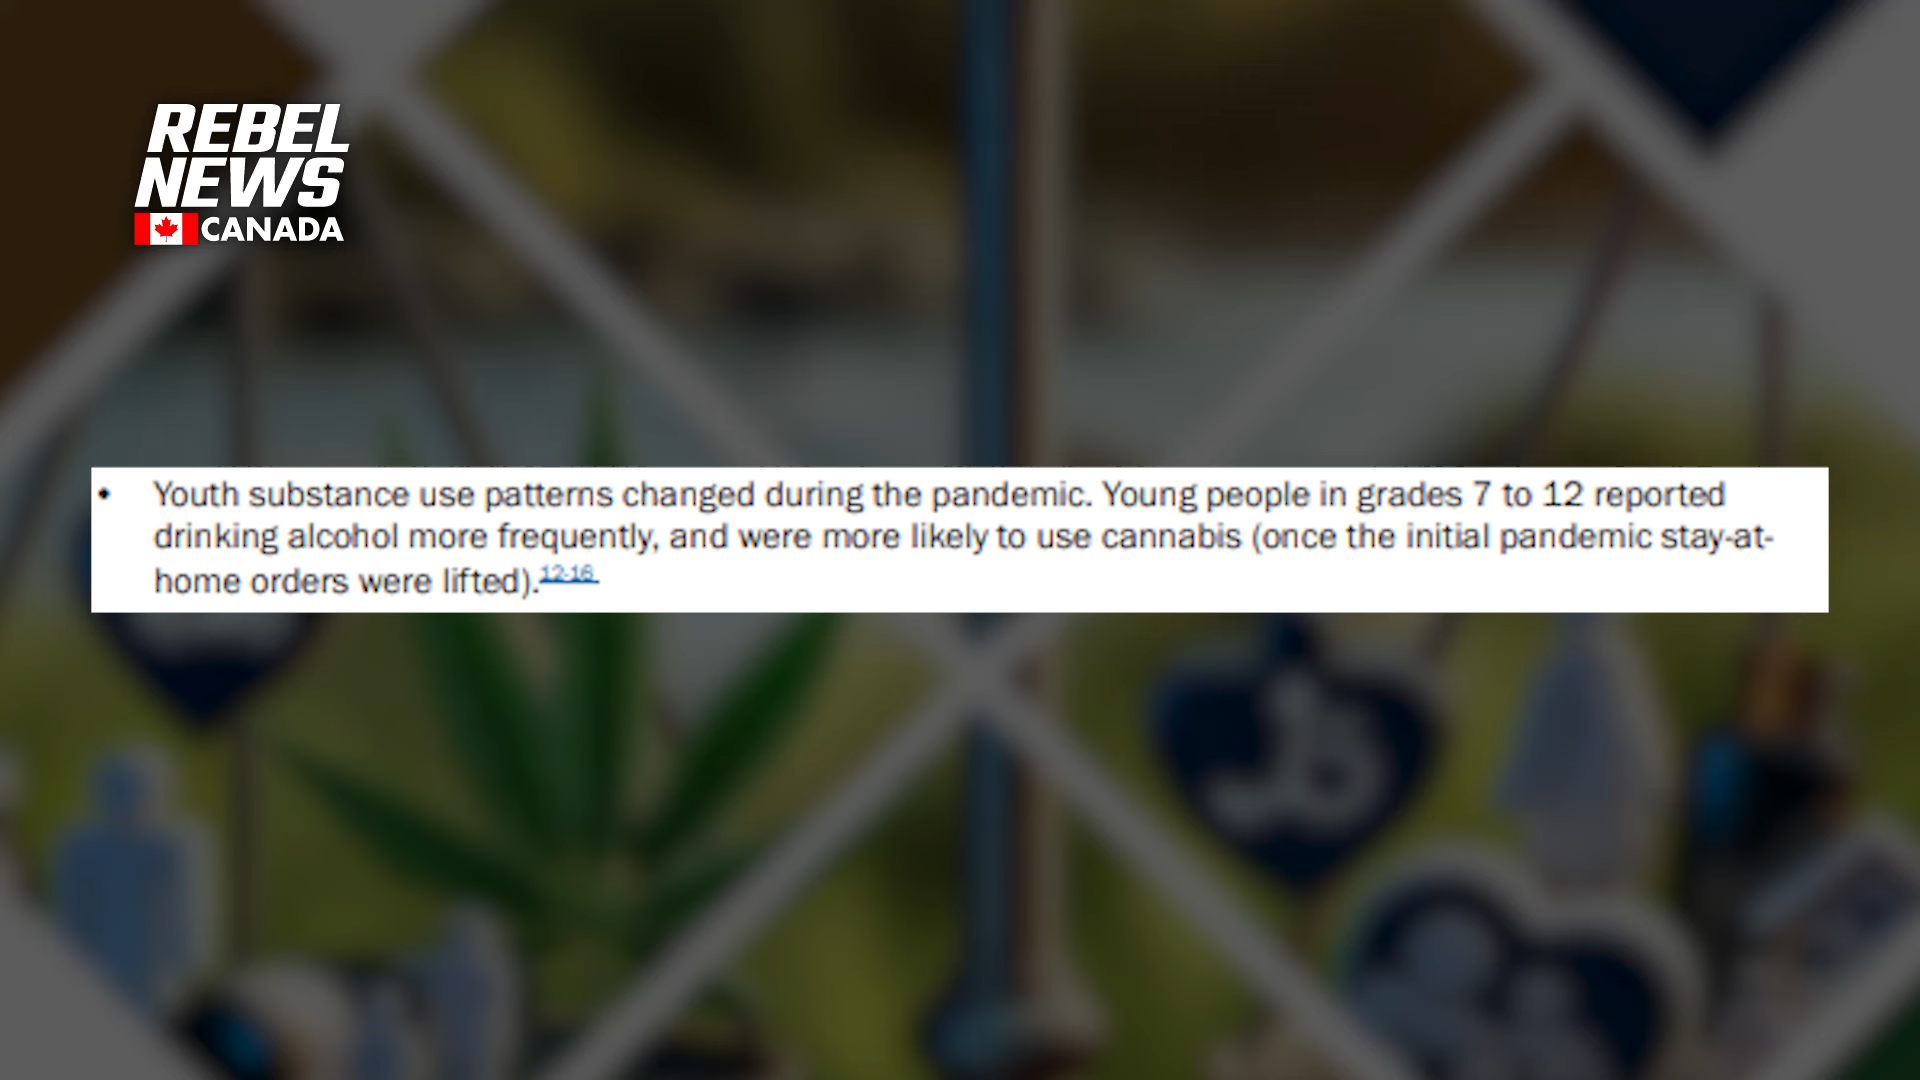 REBEL
NEWS
CANADA
• Youth substance use patterns changed during the pandemic. Young people in grades 7 to 12 reported
drinking alcohol more frequently, and were more likely to use cannabis (once the initial pandemic stay-at-
home orders were lifted).12-16